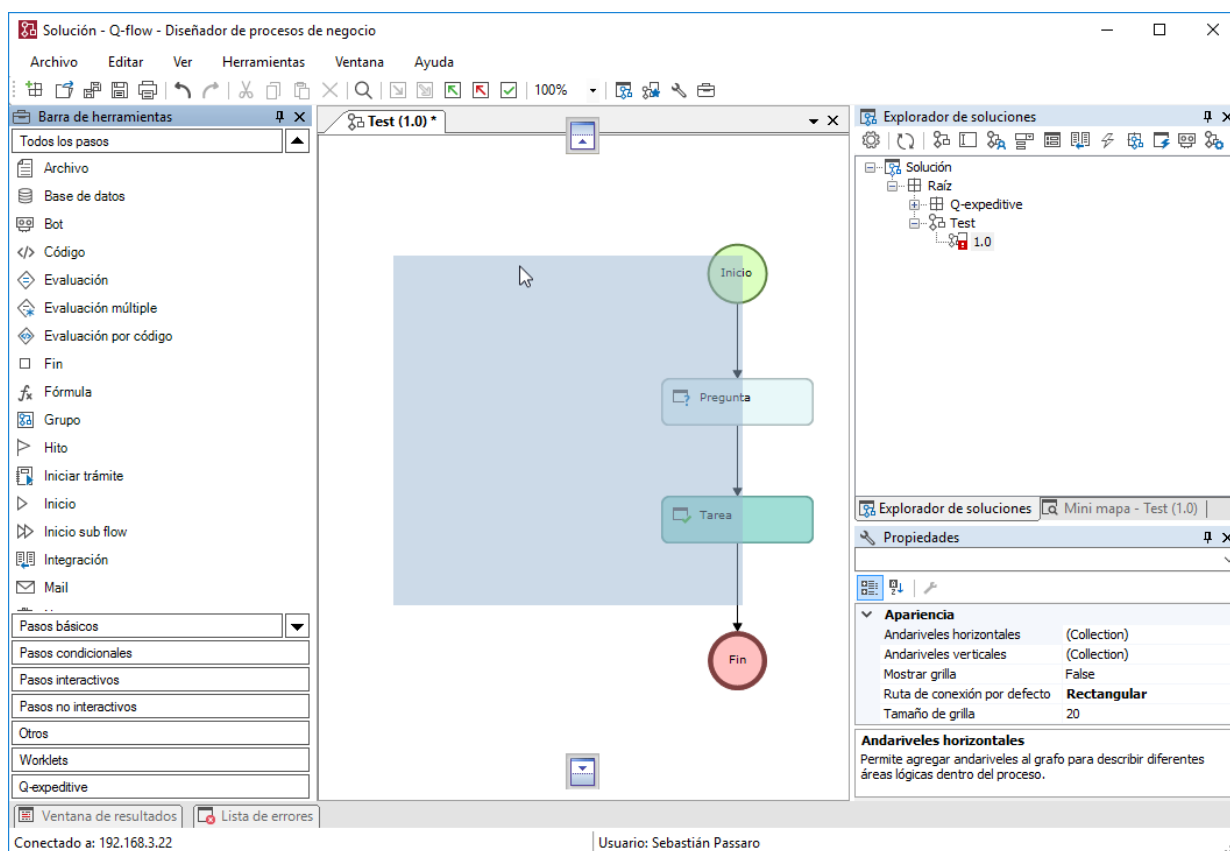 Solución - Q-flow - Diseñador de procesos de negocio
Archivo Editar Ver Herramientas Ventana Ayuda
100%
Barra de herramientas
Todos los pasos
Archivo
Base de datos
Bot
Código
Evaluación
Evaluación múltiple
Evaluación por código
Fin
Fórmula
Grupo
Hito
Iniciar trámite
Inicio
Inicio sub flow
Integración
Mail
Pasos básicos
Pasos condicionales
Pasos interactivos
Pasos no interactivos
Otros
Worklets
Q-expeditive
Test (1.0) *
Inicio
Pregunta
Tarea
Fin
Explorador de soluciones
Solución
Raíz
Q-expeditive
Test
1.0
Explorador de soluciones Mini mapa - Test (1.0)
Propiedades
Apariencia
Andariveles horizontales (Collection)
Andariveles verticales (Collection)
Mostrar grilla False
Ruta de conexión por defecto Rectangular
Tamaño de grilla 20
Andariveles horizontales
Permite agregar andariveles al grafo para describir diferentes
áreas lógicas dentro del proceso.
Ventana de resultados Lista de errores
Conectado a: 192.168.3.22 Usuario: Sebastián Passaro